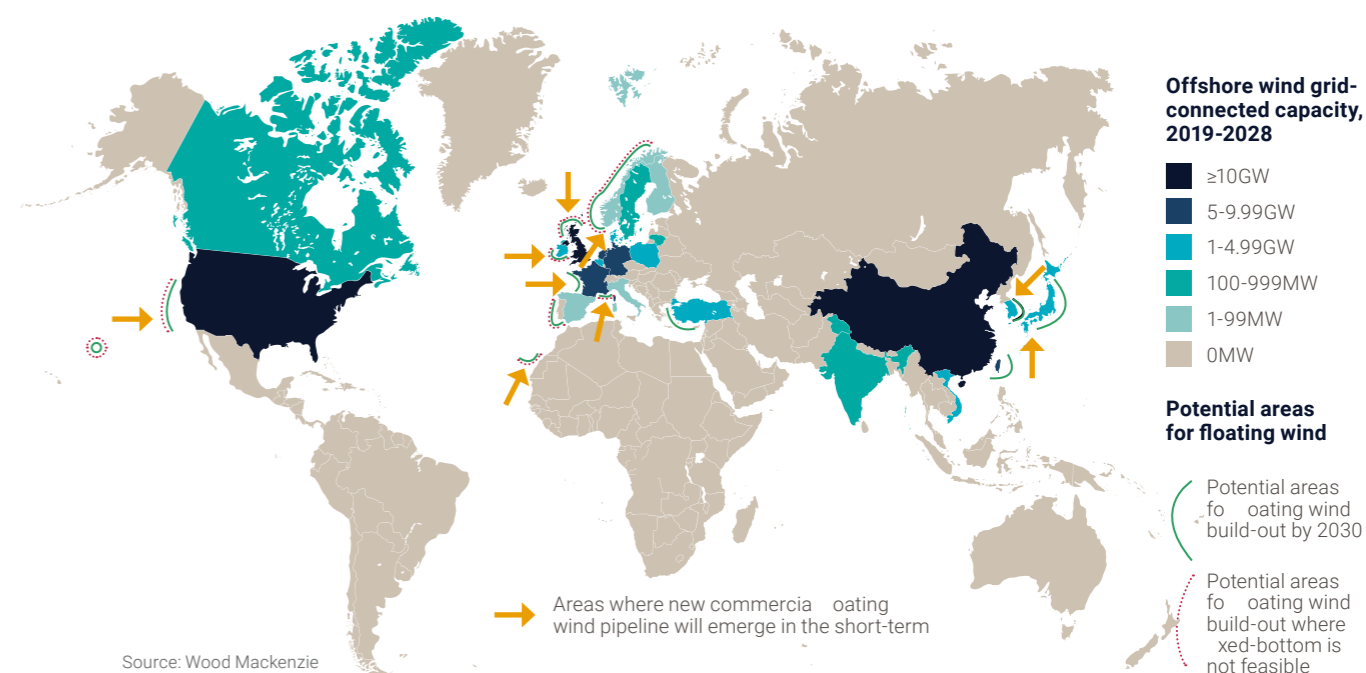 Offshore wind grid-
connected capacity,
2019-2028
≥10GW
5-9.99GW
1-4.99GW
100-999MW
1-99MW
0MW
Potential areas
for floating wind
Potential areas
fo oating wind
build-out by 2030
Potential areas
fo oating wind
build-out where
xed-bottom is
not feasible
Areas where new commercia oating
wind pipeline will emerge in the short-term
Source: Wood Mackenzie